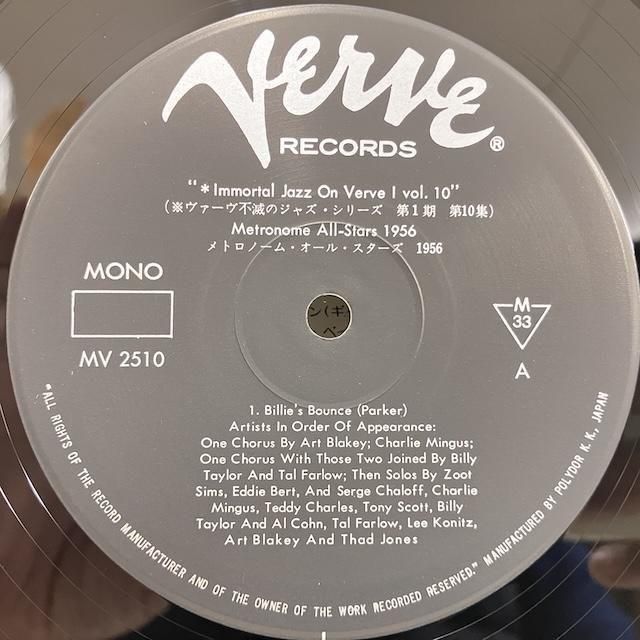 Verve
RECORDS ®
"*Immortal Jazz On Verve I vol. 10"
(※ヴァーヴ不滅のジャズ・シリーズ 第1期 第10集)
Metronome All-Stars 1956
メトロノーム・オール・スターズ 1956
MONO
MV 2510
M
33
A
ン(ギ
ペー
1. Billie's Bounce (Parker)
Artists In Order Of Appearance:
One Chorus By Art Blakey; Charlie Mingus;
One Chorus With Those Two Joined By Billy
Taylor And Tal Farlow; Then Solos By Zoot
Sims, Eddie Bert, And Serge Chaloff, Charlie
Mingus, Teddy Charles, Tony Scott, Billy
Taylor And Al Cohn, Tal Farlow, Lee Konitz,
Art Blakey And Thad Jones
"ALL RIGHTS OF THE RECORD MANUFACTURER AND OF THE OWNER OF THE WORK RECORDED RESERVED." MANUFACTURED BY POLYDOR K. K., JAPAN